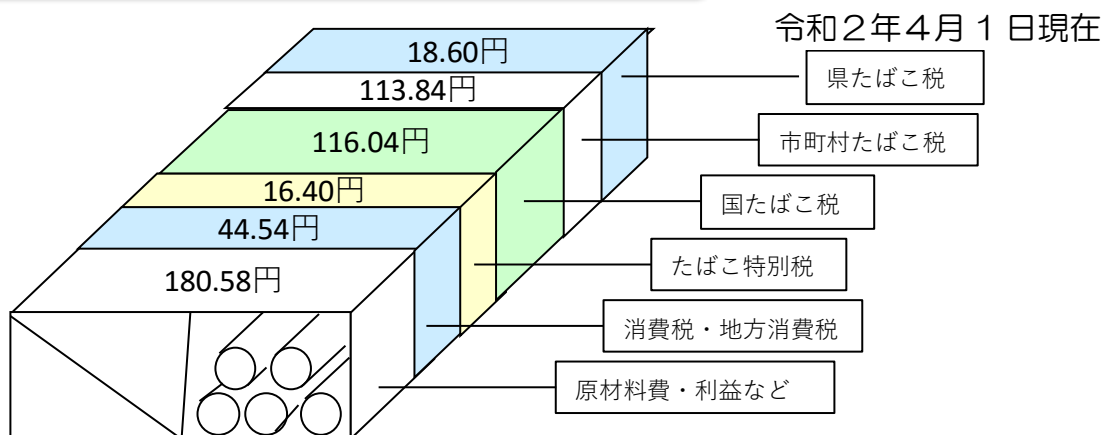 令和２年４月１日現在
18.60円
県たばこ税
113.84円
市町村たばこ税
116.04円
国たばこ税
16.40円
たばこ特別税
44.54円
消費税・地方消費税
180.58円
原材料費・利益など